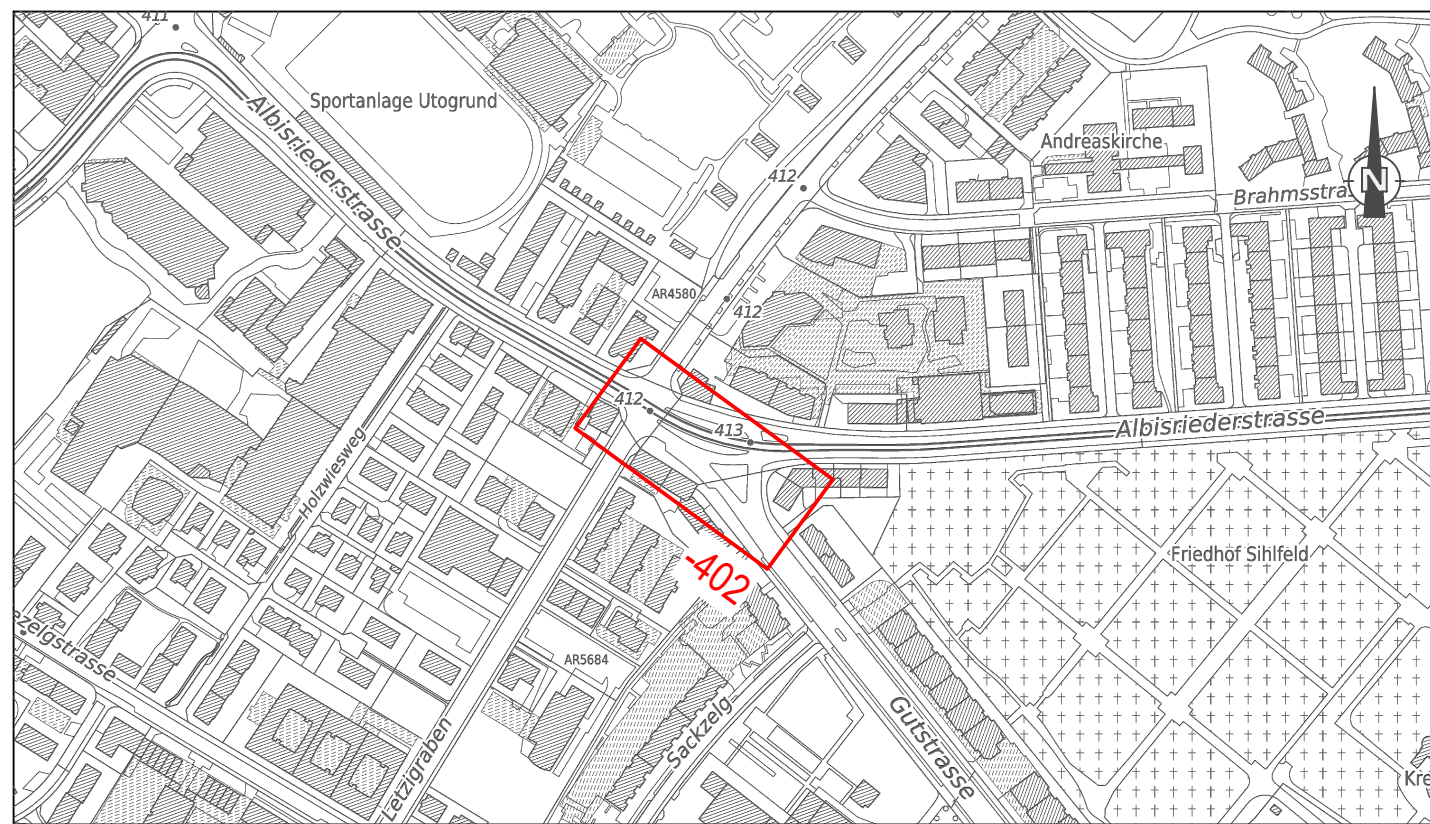 411
Sportanlage Utogrund
Albisriederstrasse
Andreaskirche
412
N
Brahmsstra
AR4580
412
412
413
Albisriederstrasse
Holzwiesweg
Friedhof Sihlfeld
-402
ezelgstrasse
AR5684
Letzigraben
Sackzelg
Gutstrasse
Kre